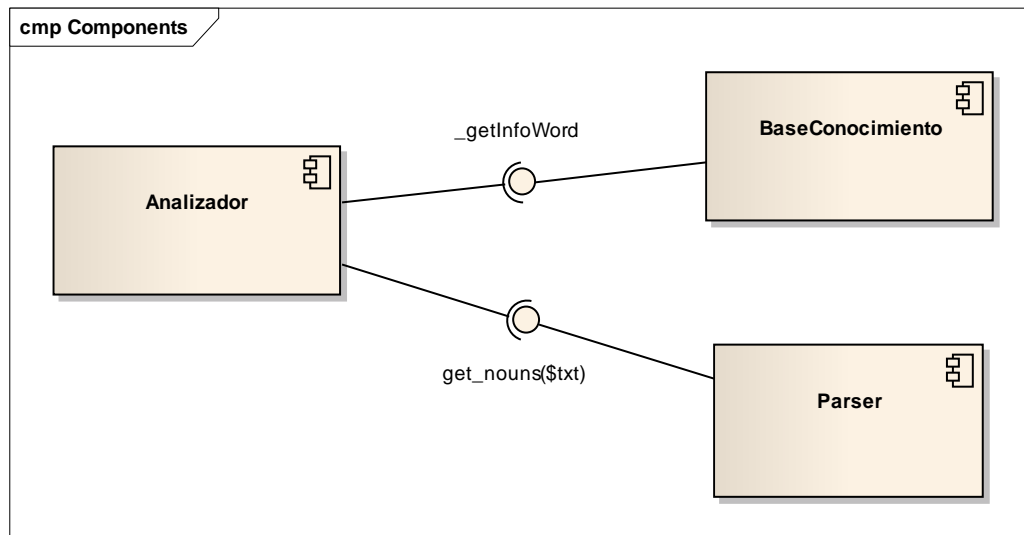 cmp Components
_getInfoWord
BaseConocimiento
Analizador
get_nouns($txt)
Parser